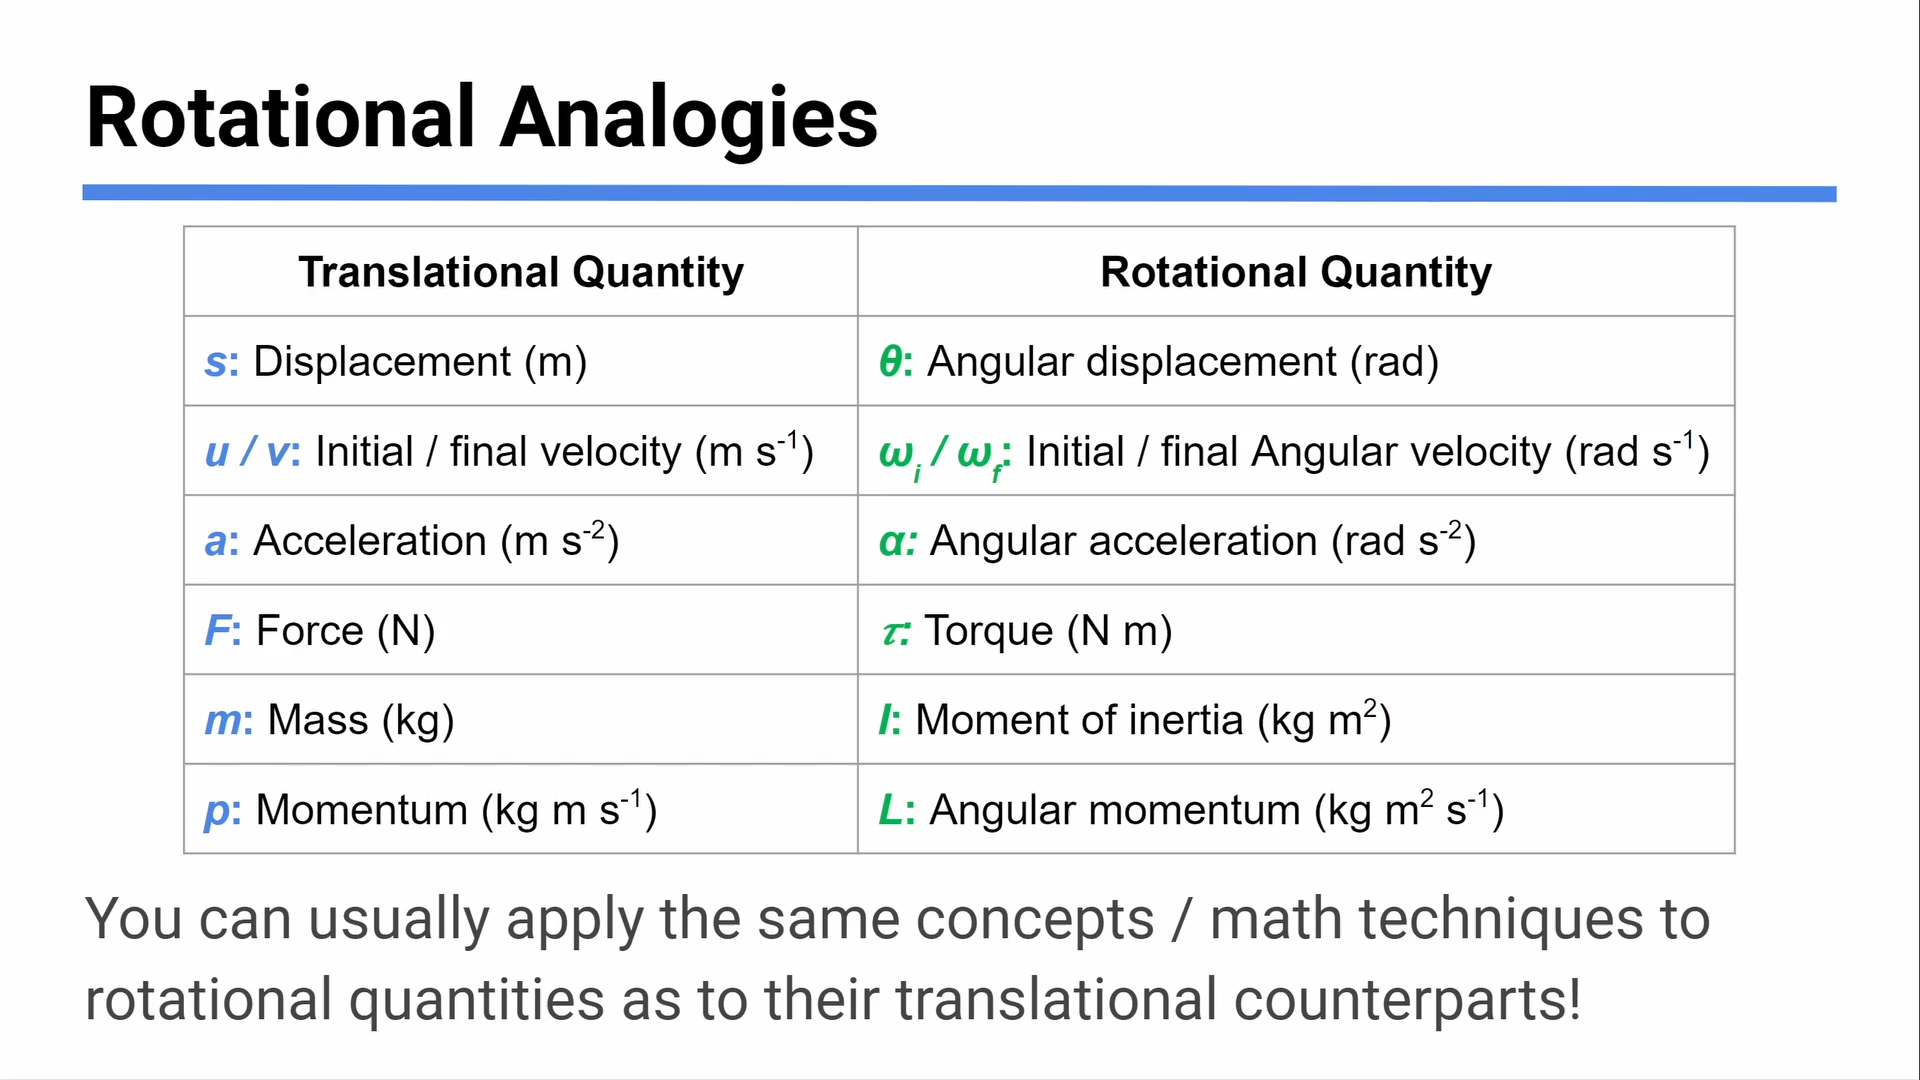 Rotational Analogies
Translational Quantity
Rotational Quantity
s: Displacement (m)
θ: Angular displacement (rad)
u / v: Initial / final velocity (m s⁻¹)
ωᵢ / ω_f: Initial / final Angular velocity (rad s⁻¹)
a: Acceleration (m s⁻²)
α: Angular acceleration (rad s⁻²)
F: Force (N)
τ: Torque (N m)
m: Mass (kg)
I: Moment of inertia (kg m²)
p: Momentum (kg m s⁻¹)
L: Angular momentum (kg m² s⁻¹)
You can usually apply the same concepts / math techniques to
rotational quantities as to their translational counterparts!